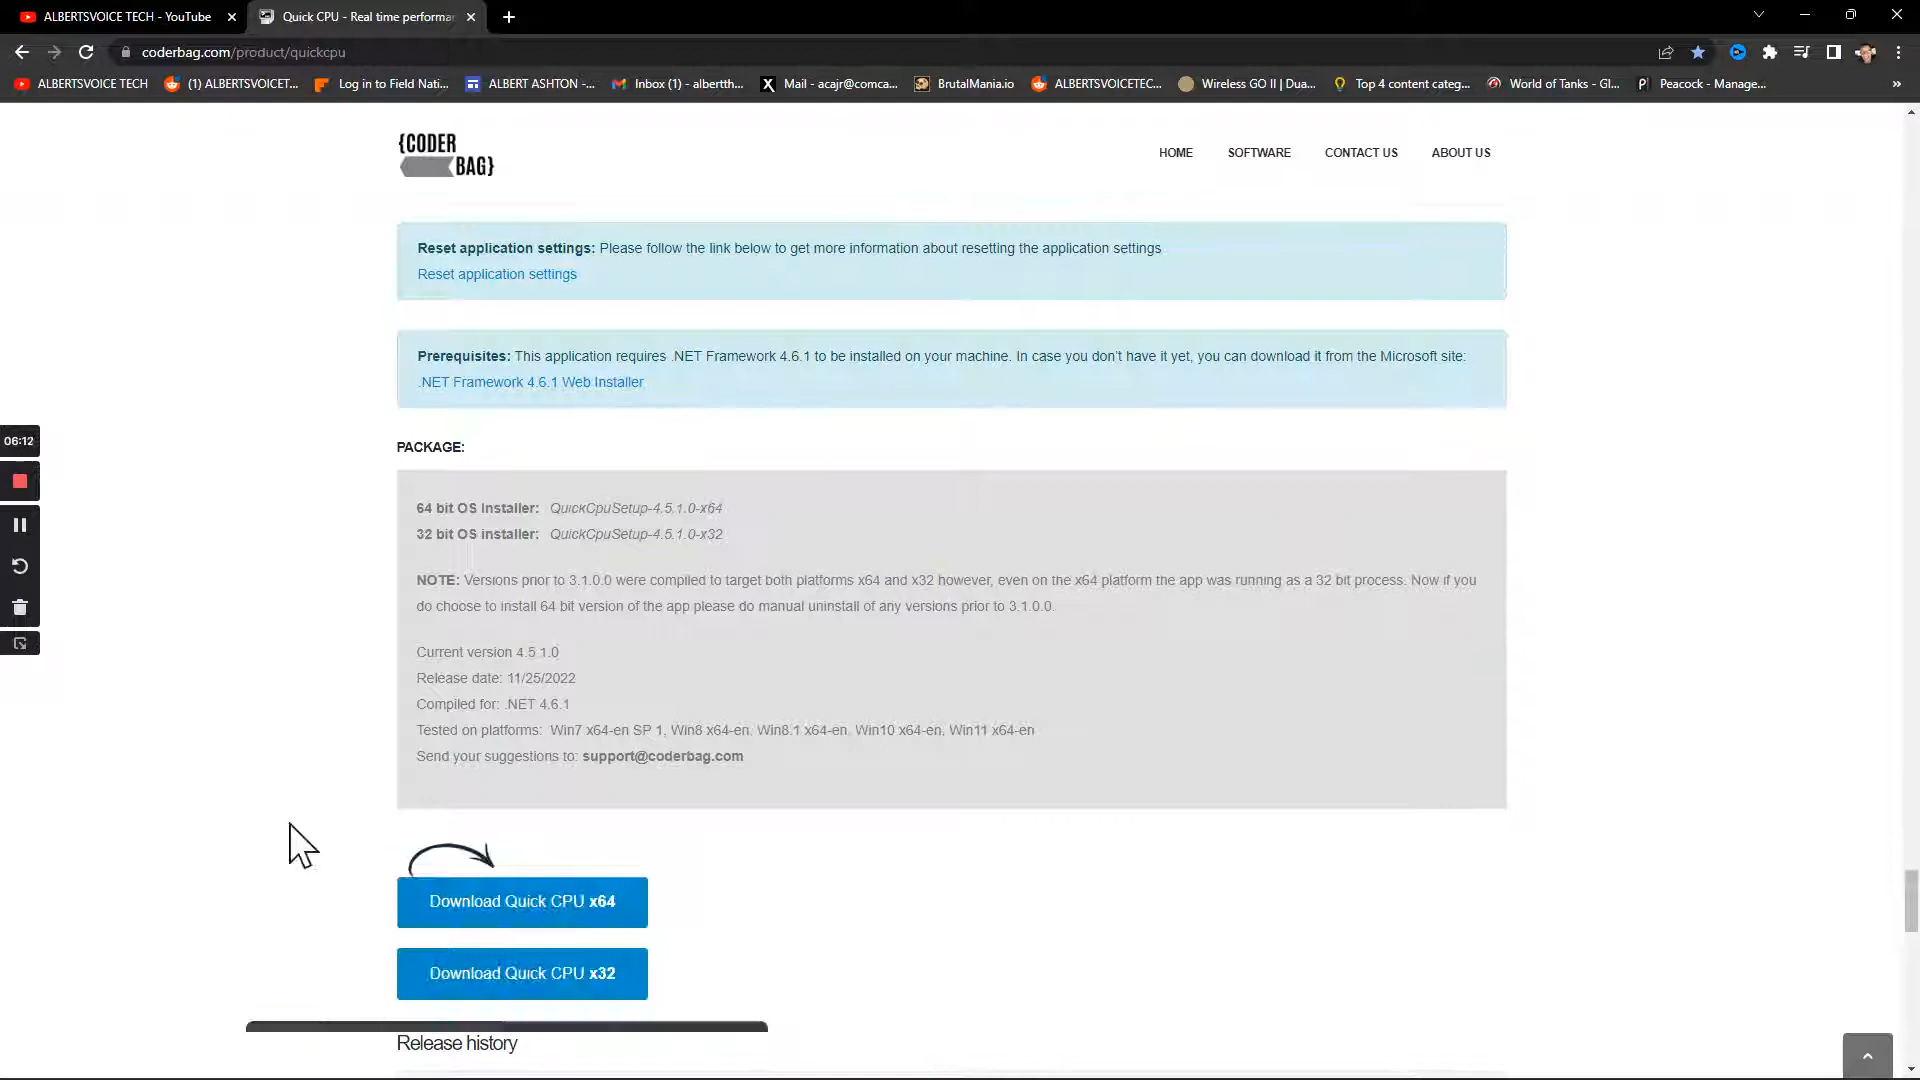 ALBERTSVOICE TECH - YouTube
Quick CPU - Real time performan
coderbag.com/product/quickcpu
ALBERTSVOICE TECH
(1) ALBERTSVOICET...
Log in to Field Nati...
ALBERT ASHTON -...
Inbox (1) - albertth...
Mail - acajr@comca...
BrutalMania.io
ALBERTSVOICETEC...
Wireless GO II | Dua...
Top 4 content categ...
World of Tanks - Gl...
Peacock - Manage...
{CODER
BAG}
HOME
SOFTWARE
CONTACT US
ABOUT US
Reset application settings: Please follow the link below to get more information about resetting the application settings
Reset application settings
Prerequisites: This application requires .NET Framework 4.6.1 to be installed on your machine. In case you don't have it yet, you can download it from the Microsoft site:
.NET Framework 4.6.1 Web Installer
06:12
PACKAGE:
64 bit OS Installer: QuickCpuSetup-4.5.1.0-x64
32 bit OS installer: QuickCpuSetup-4.5.1.0-x32
NOTE: Versions prior to 3.1.0.0 were compiled to target both platforms x64 and x32 however, even on the x64 platform the app was running as a 32 bit process. Now if you
do choose to install 64 bit version of the app please do manual uninstall of any versions prior to 3.1.0.0.
Current version 4.5.1.0
Release date: 11/25/2022
Compiled for: .NET 4.6.1
Tested on platforms: Win7 x64-en SP 1, Win8 x64-en, Win8.1 x64-en, Win10 x64-en, Win11 x64-en
Send your suggestions to: support@coderbag.com
Download Quick CPU x64
Download Quick CPU x32
Release history